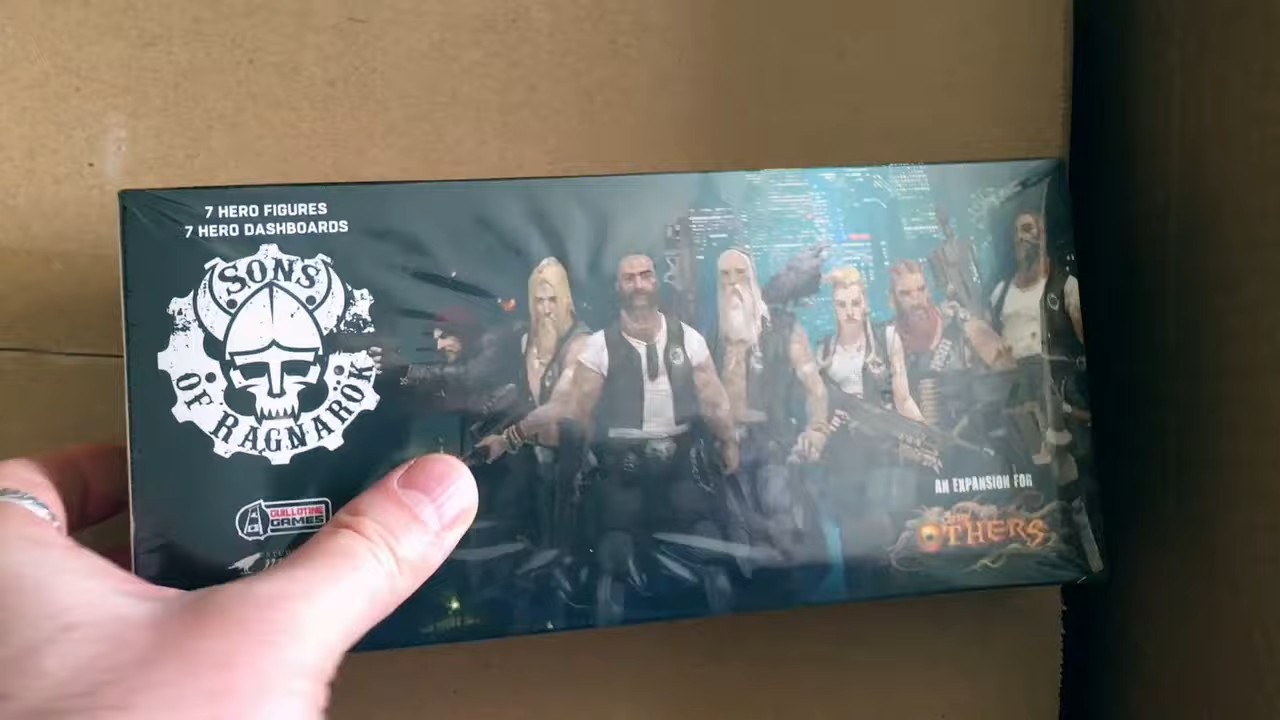 7 HERO FIGURES
7 HERO DASHBOARDS
SONS
OF RAGNARÖK
GUILLOTINE
GAMES
AN EXPANSION FOR
OTHERS